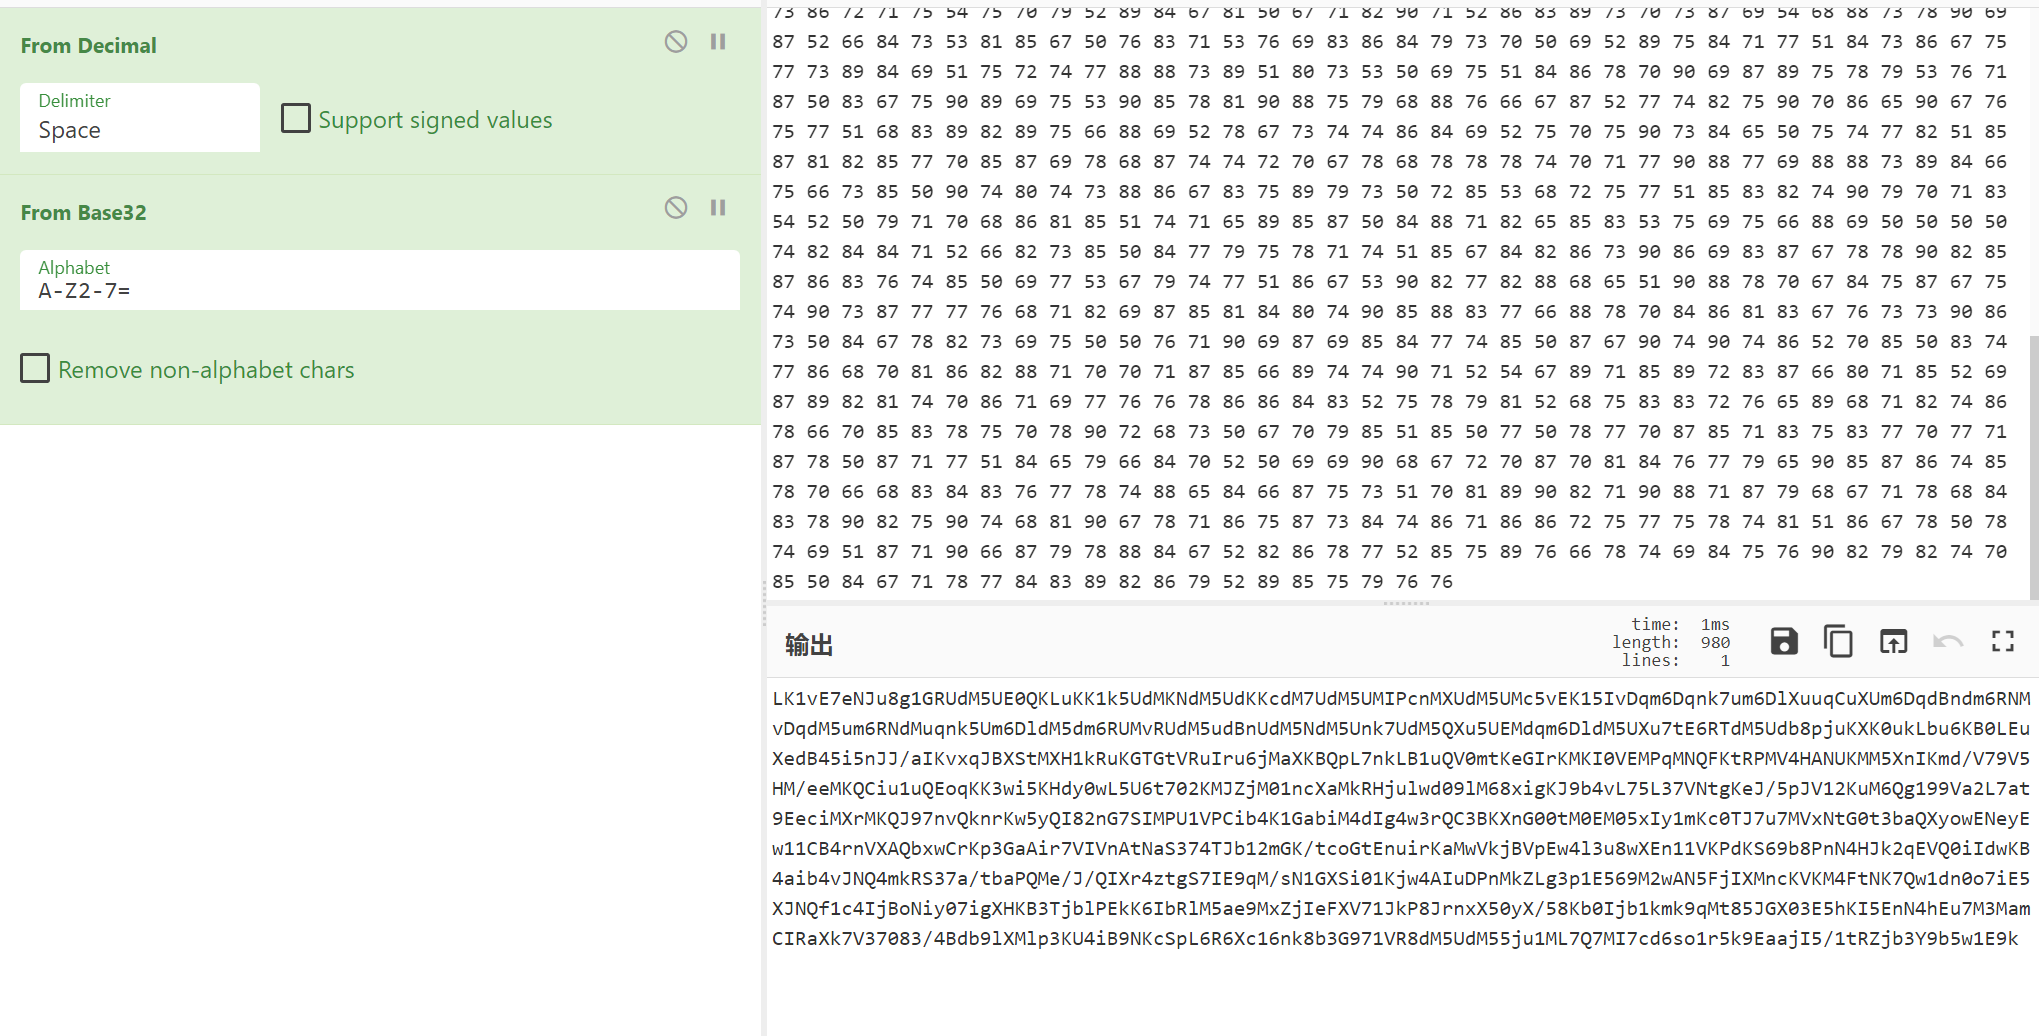 From Decimal
Delimiter
Space
Support signed values
From Base32
Alphabet
A-Z2-7=
Remove non-alphabet chars
73 86 72 71 75 54 75 70 79 52 89 84 67 81 50 67 71 82 90 71 52 86 83 89 73 70 73 87 69 54 68 88 73 78 90 69
87 52 66 84 73 53 81 85 67 50 76 83 71 53 76 69 83 86 84 79 73 70 50 69 52 89 75 84 71 77 51 84 73 86 67 75
77 73 89 84 69 51 75 72 74 77 88 88 73 89 51 80 73 53 50 69 75 51 84 86 78 70 90 69 87 89 75 78 79 53 76 71
87 50 83 67 75 90 89 69 75 53 90 85 78 81 90 88 75 79 68 88 76 66 67 87 52 77 74 82 75 90 70 86 65 90 67 76
75 77 51 68 83 89 82 89 75 66 88 69 52 78 67 73 74 74 86 84 69 52 75 70 75 90 73 84 65 50 75 74 77 82 51 85
87 81 82 85 77 70 85 87 69 78 68 87 74 74 72 70 67 78 68 78 78 78 74 70 71 77 90 88 77 69 88 88 73 89 84 66
75 66 73 85 50 90 74 80 74 73 88 86 67 83 75 89 79 73 50 72 85 53 68 72 75 77 51 85 83 82 74 90 79 70 71 83
54 52 50 79 71 70 68 86 81 85 51 74 71 65 89 85 87 50 84 88 71 82 65 85 83 53 75 69 75 66 88 69 50 50 50 50
74 82 84 84 71 52 66 82 73 85 50 84 77 79 75 78 71 74 51 85 67 84 82 86 73 90 86 69 83 87 67 78 78 90 82 85
87 86 83 76 74 85 50 69 77 53 67 79 74 77 51 86 67 53 90 82 77 82 88 68 65 51 90 88 78 70 67 84 75 87 67 75
74 90 73 87 77 77 76 68 71 82 69 87 85 81 84 80 74 90 85 88 83 77 66 88 78 70 84 86 81 83 67 76 73 73 90 86
73 50 84 67 78 82 73 69 75 50 50 76 71 90 69 87 69 85 84 77 74 85 50 87 67 90 74 90 74 86 52 70 85 50 83 74
77 86 68 70 81 86 82 88 71 70 70 71 87 85 66 89 74 74 90 71 52 54 67 89 71 85 89 72 83 87 66 80 71 85 52 69
87 89 82 81 74 70 86 71 69 77 76 76 78 86 86 84 83 52 75 78 79 81 52 68 75 83 83 72 76 65 89 68 71 82 74 86
78 66 70 85 83 78 75 70 78 90 72 68 73 50 67 70 79 85 51 85 50 77 50 78 77 70 87 85 71 83 75 83 77 70 77 71
87 78 50 87 71 77 51 84 65 79 66 84 70 52 50 69 69 90 68 67 72 70 87 70 81 84 76 77 79 65 90 85 87 86 74 85
78 70 66 68 83 84 83 76 77 78 74 88 65 84 66 87 75 73 51 70 81 89 90 82 71 90 88 71 87 79 68 67 71 78 68 84
83 78 90 82 75 90 74 68 81 90 67 78 71 86 75 87 73 84 74 86 71 86 86 72 75 77 75 78 74 81 51 86 67 78 50 78
74 69 51 87 71 90 66 87 79 78 88 84 67 52 82 86 78 77 52 85 75 89 76 66 78 74 69 84 75 76 90 82 79 82 74 70
85 50 84 67 71 78 77 84 83 89 82 86 79 52 89 85 75 79 76 76
输出
time: 1ms
length: 980
lines: 1
LK1vE7eNJu8g1GRUdM5UE0QKLuKK1k5UdMKNdM5UdKKcdM7UdM5UMIPcnMXUdM5UMc5vEK15IvDqm6Dqnk7um6DlXuuqCuXUm6DqdBndm6RNM
vDqdM5um6RNdMuqnk5Um6DldM5dm6RUMvRUdM5udBnUdM5NdM5Unk7UdM5QXu5UEMdqm6DldM5UXu7tE6RTdM5Udb8pjuKXK0ukLbu6KB0LEu
XedB45i5nJJ/aIKvxqJBXStMXH1kRuKGTGtVRuIru6jMaXKBQpL7nkLB1uQV0mtKeGIrKMKI0VEMPqMNQFKtRPMV4HANUKMM5XnIKmd/V79V5
HM/eeMKQCiu1uQEoqKK3wi5KHdy0wL5U6t702KMJZjM01ncXaMkRHjulwd09lM68xigKJ9b4vL75L37VNtgKeJ/5pJV12KuM6Qg199Va2L7at
9EeciMXrMKQJ97nvQknrKw5yQI82nG7SIMPU1VPCib4K1GabiM4dIg4w3rQC3BKXnG00tM0EM05xIy1mKc0TJ7u7MVxNtG0t3baQXyowENeyE
w11CB4rnVXAQbxwCrKp3GaAir7VIVnAtNaS374TJb12mGK/tcoGtEnuirKaMwVkjBVpEw4l3u8wXEn11VKPdKS69b8PnN4HJk2qEVQ0iIdwKB
4aib4vJNQ4mkRS37a/tbaPQMe/J/QIXr4ztgS7IE9qM/sN1GXSi01Kjw4AIuDPnMkZLg3p1E569M2wAN5FjIXMncKVKM4FtNK7Qw1dn0o7iE5
XJNQf1c4IjBoNiy07igXHKB3TjblPEkK6IbRlM5ae9MxZjIeFXV71JkP8JrnxX50yX/58Kb0Ijb1kmk9qMt85JGX03E5hKI5EnN4hEu7M3Mam
CIRaXk7V37083/4Bdb9lXMlp3KU4iB9NKcSpL6R6Xc16nk8b3G971VR8dM5UdM55ju1ML7Q7MI7cd6so1r5k9EaajI5/1tRZjb3Y9b5w1E9k